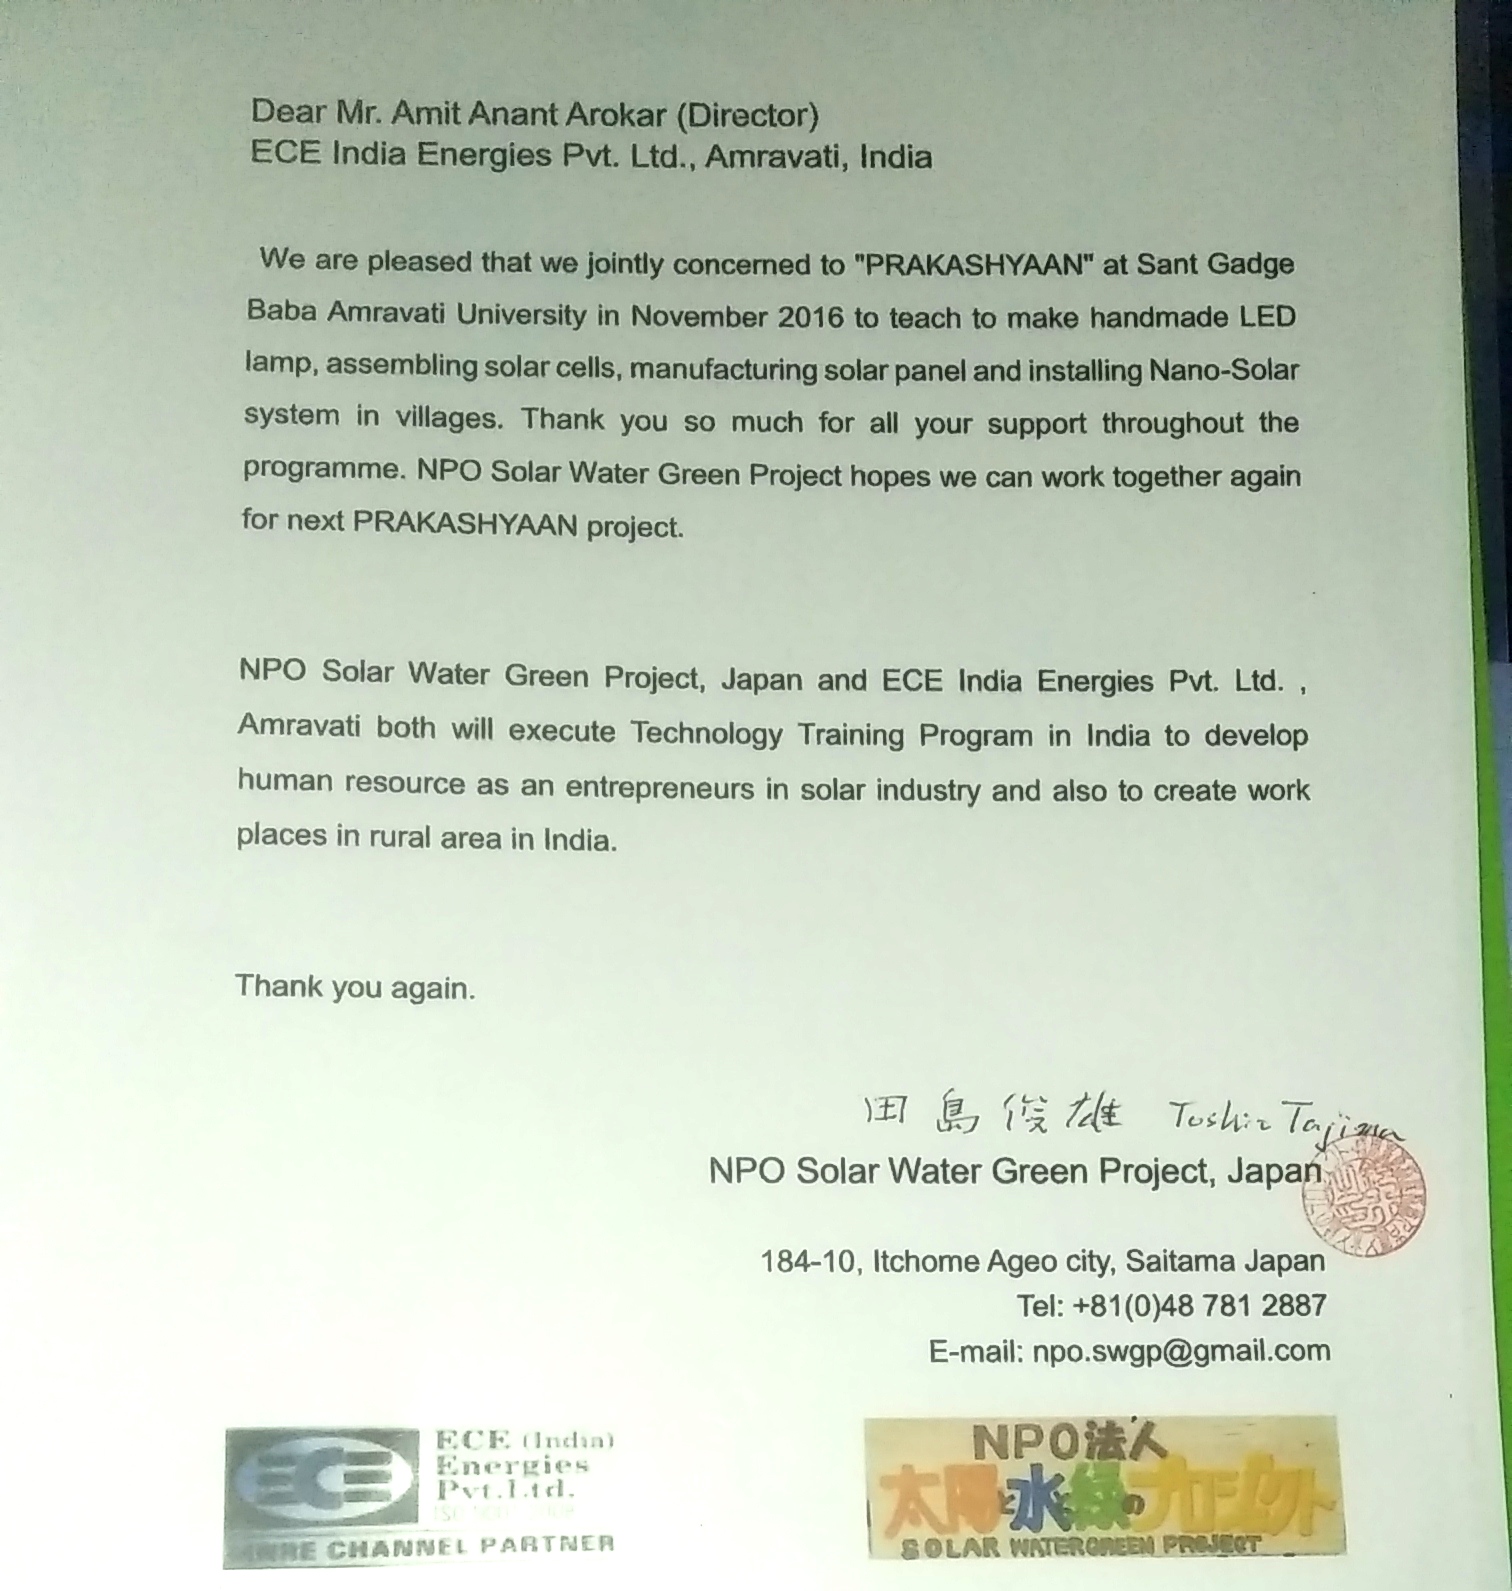 Dear Mr. Amit Anant Arokar (Director)
ECE India Energies Pvt. Ltd., Amravati, India
We are pleased that we jointly concerned to "PRAKASHYAAN" at Sant Gadge
Baba Amravati University in November 2016 to teach to make handmade LED
lamp, assembling solar cells, manufacturing solar panel and installing Nano-Solar
system in villages. Thank you so much for all your support throughout the
programme. NPO Solar Water Green Project hopes we can work together again
for next PRAKASHYAAN project.
NPO Solar Water Green Project, Japan and ECE India Energies Pvt. Ltd. ,
Amravati both will execute Technology Training Program in India to develop
human resource as an entrepreneurs in solar industry and also to create work
places in rural area in India.
Thank you again.
田島俊雄 Toshio Tajima
NPO Solar Water Green Project, Japan
184-10, Itchome Ageo city, Saitama Japan
Tel: +81(0)48 781 2887
E-mail: npo.swgp@gmail.com
ECE
ECE (India)
Energies
Pvt.Ltd.
CHANNEL PARTNER
NPO法人
太陽と水と緑のプロジェクト
SOLAR WATERGREEN PROJECT